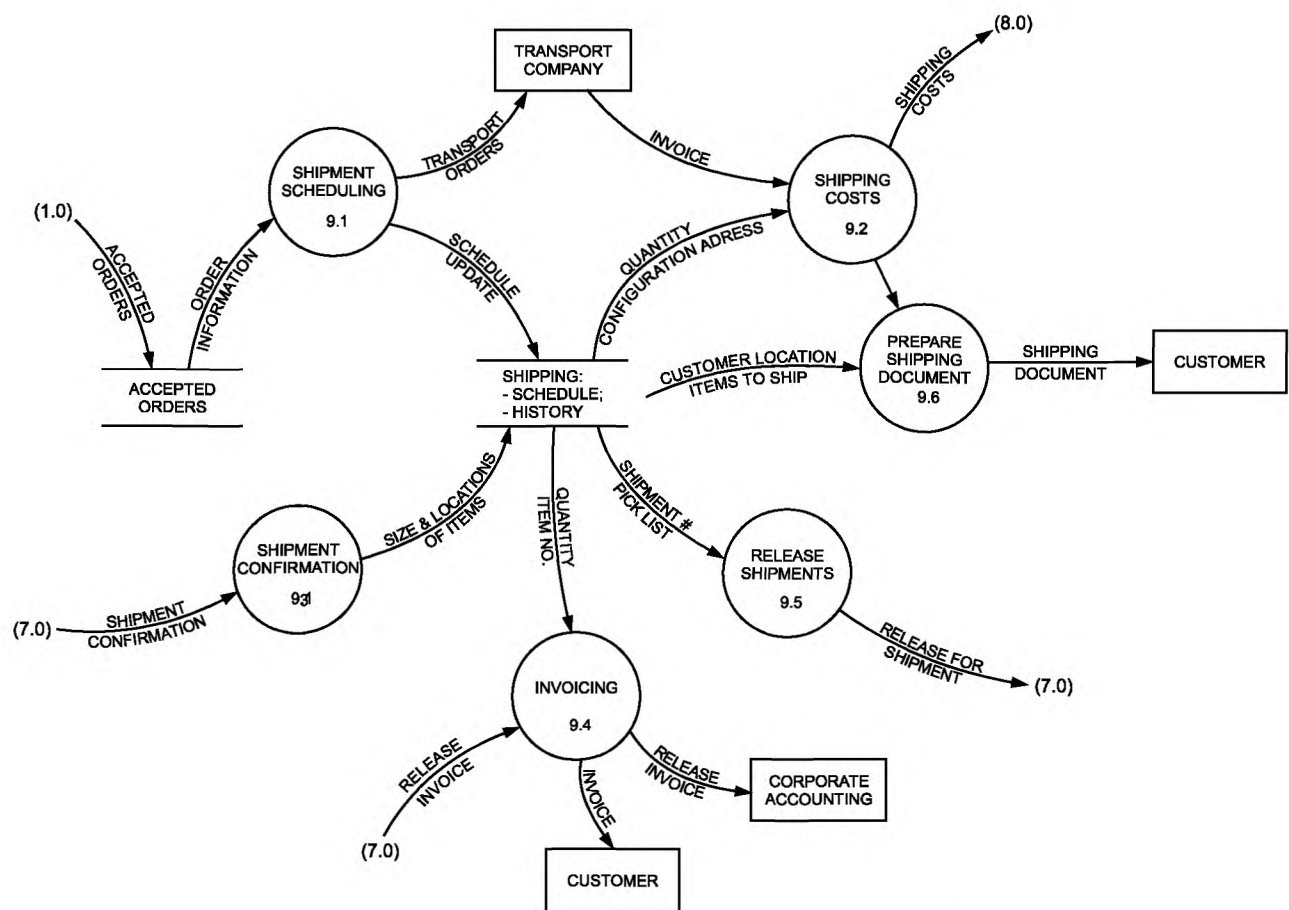 (8.0)
TRANSPORT
COMPANY
SHIPPING
COSTS
TRANSPORT
ORDERS
INVOICE
SHIPMENT
SCHEDULING
9.1
SHIPPING
COSTS
9.2
(1.0)
ACCEPTED
ORDERS
ORDER
INFORMATION
SCHEDULE
UPDATE
QUANTITY
CONFIGURATION ADRESS
ACCEPTED
ORDERS
SHIPPING:
- SCHEDULE;
- HISTORY
CUSTOMER LOCATION
ITEMS TO SHIP
PREPARE
SHIPPING
DOCUMENT
9.6
SHIPPING
DOCUMENT
CUSTOMER
SIZE & LOCATIONS
OF ITEMS
QUANTITY
ITEM NO.
SHIPMENT #
PICK LIST
SHIPMENT
CONFIRMATION
RELEASE
SHIPMENTS
9.5
(7.0)
SHIPMENT
CONFIRMATION
RELEASE FOR
SHIPMENT
(7.0)
INVOICING
9.4
RELEASE
INVOICE
RELEASE
INVOICE
INVOICE
CORPORATE
ACCOUNTING
(7.0)
CUSTOMER